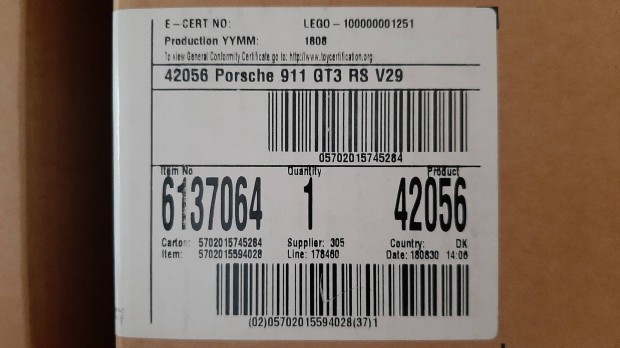 E-CERT NO: LEGO - 100000001251
Production YYMM: 1808
To view General Conformity Certificate go to: http://www.toycertification.org
42056 Porsche 911 GT3 RS V29
05702015745284
Item No Quantity Product
6137064 1 42056
Carton: 5702015745284 Supplier: 305 Country: DK
Item: 5702015594028 Line: 178460 Date: 180830 14:06
(02)05702015594028(37)1